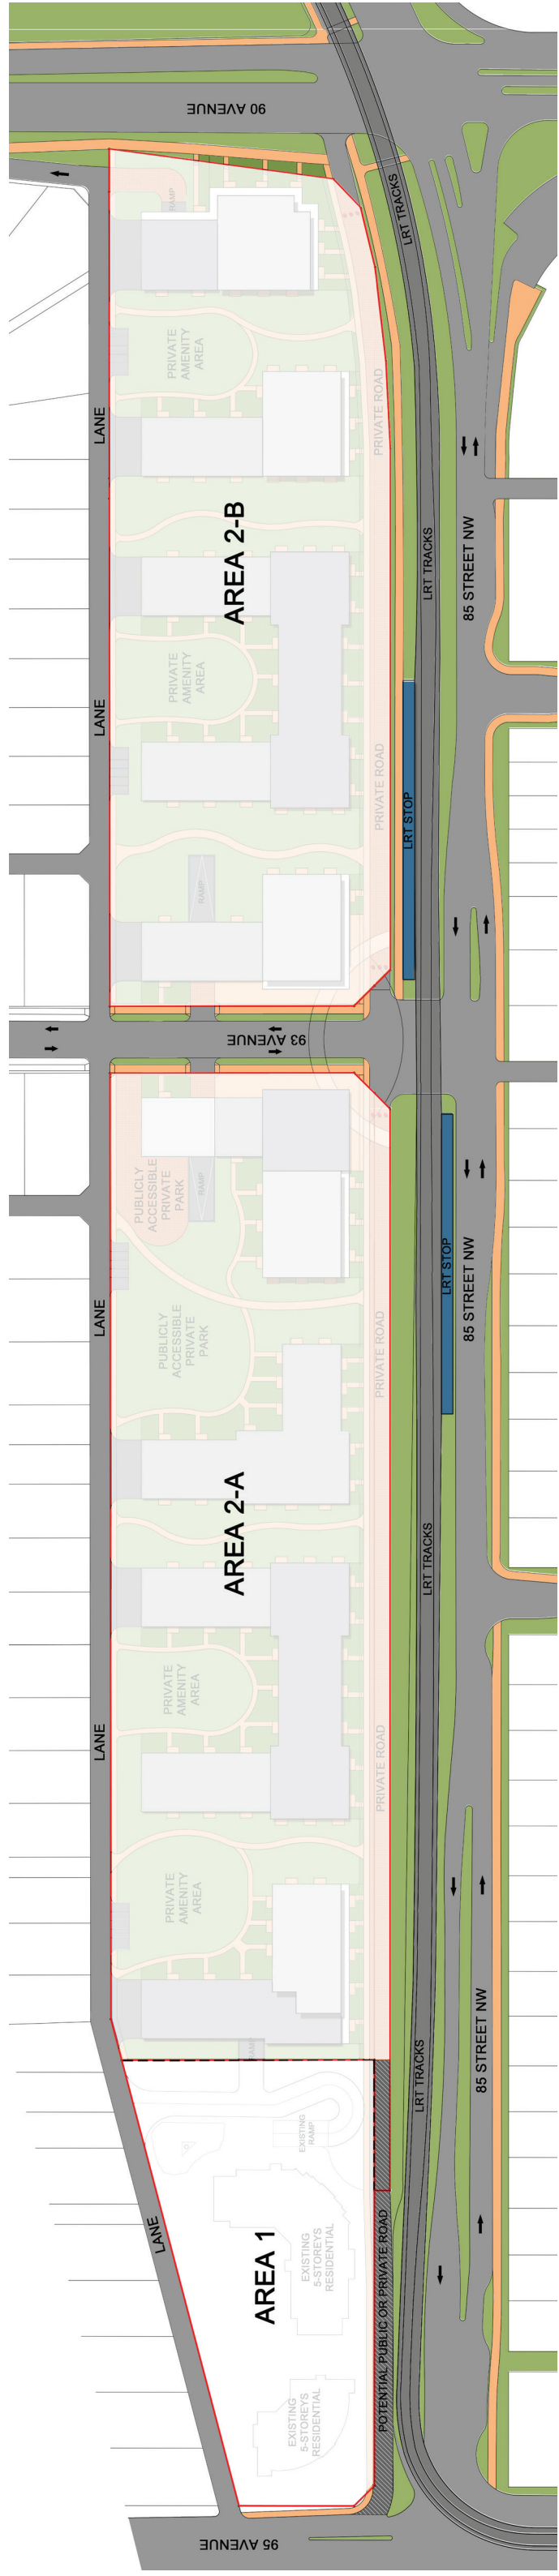 90 AVENUE
RAMP
LRT TRACKS
PRIVATE
AMENITY
AREA
PRIVATE ROAD
LANE
AREA 2-B
LRT TRACKS
85 STREET NW
PRIVATE
AMENITY
AREA
LANE
PRIVATE ROAD
LRT STOP
RAMP
93 AVENUE
PUBLICLY
ACCESSIBLE
PRIVATE
PARK
RAMP
LRT STOP
85 STREET NW
LANE
PUBLICLY
ACCESSIBLE
PRIVATE
PARK
PRIVATE ROAD
AREA 2-A
LRT TRACKS
PRIVATE
AMENITY
AREA
LANE
PRIVATE ROAD
PRIVATE
AMENITY
AREA
RAMP
LRT TRACKS
85 STREET NW
EXISTING
RAMP
LANE
AREA 1
EXISTING
5-STOREYS
RESIDENTIAL
POTENTIAL PUBLIC OR PRIVATE ROAD
EXISTING
5-STOREYS
RESIDENTIAL
95 AVENUE